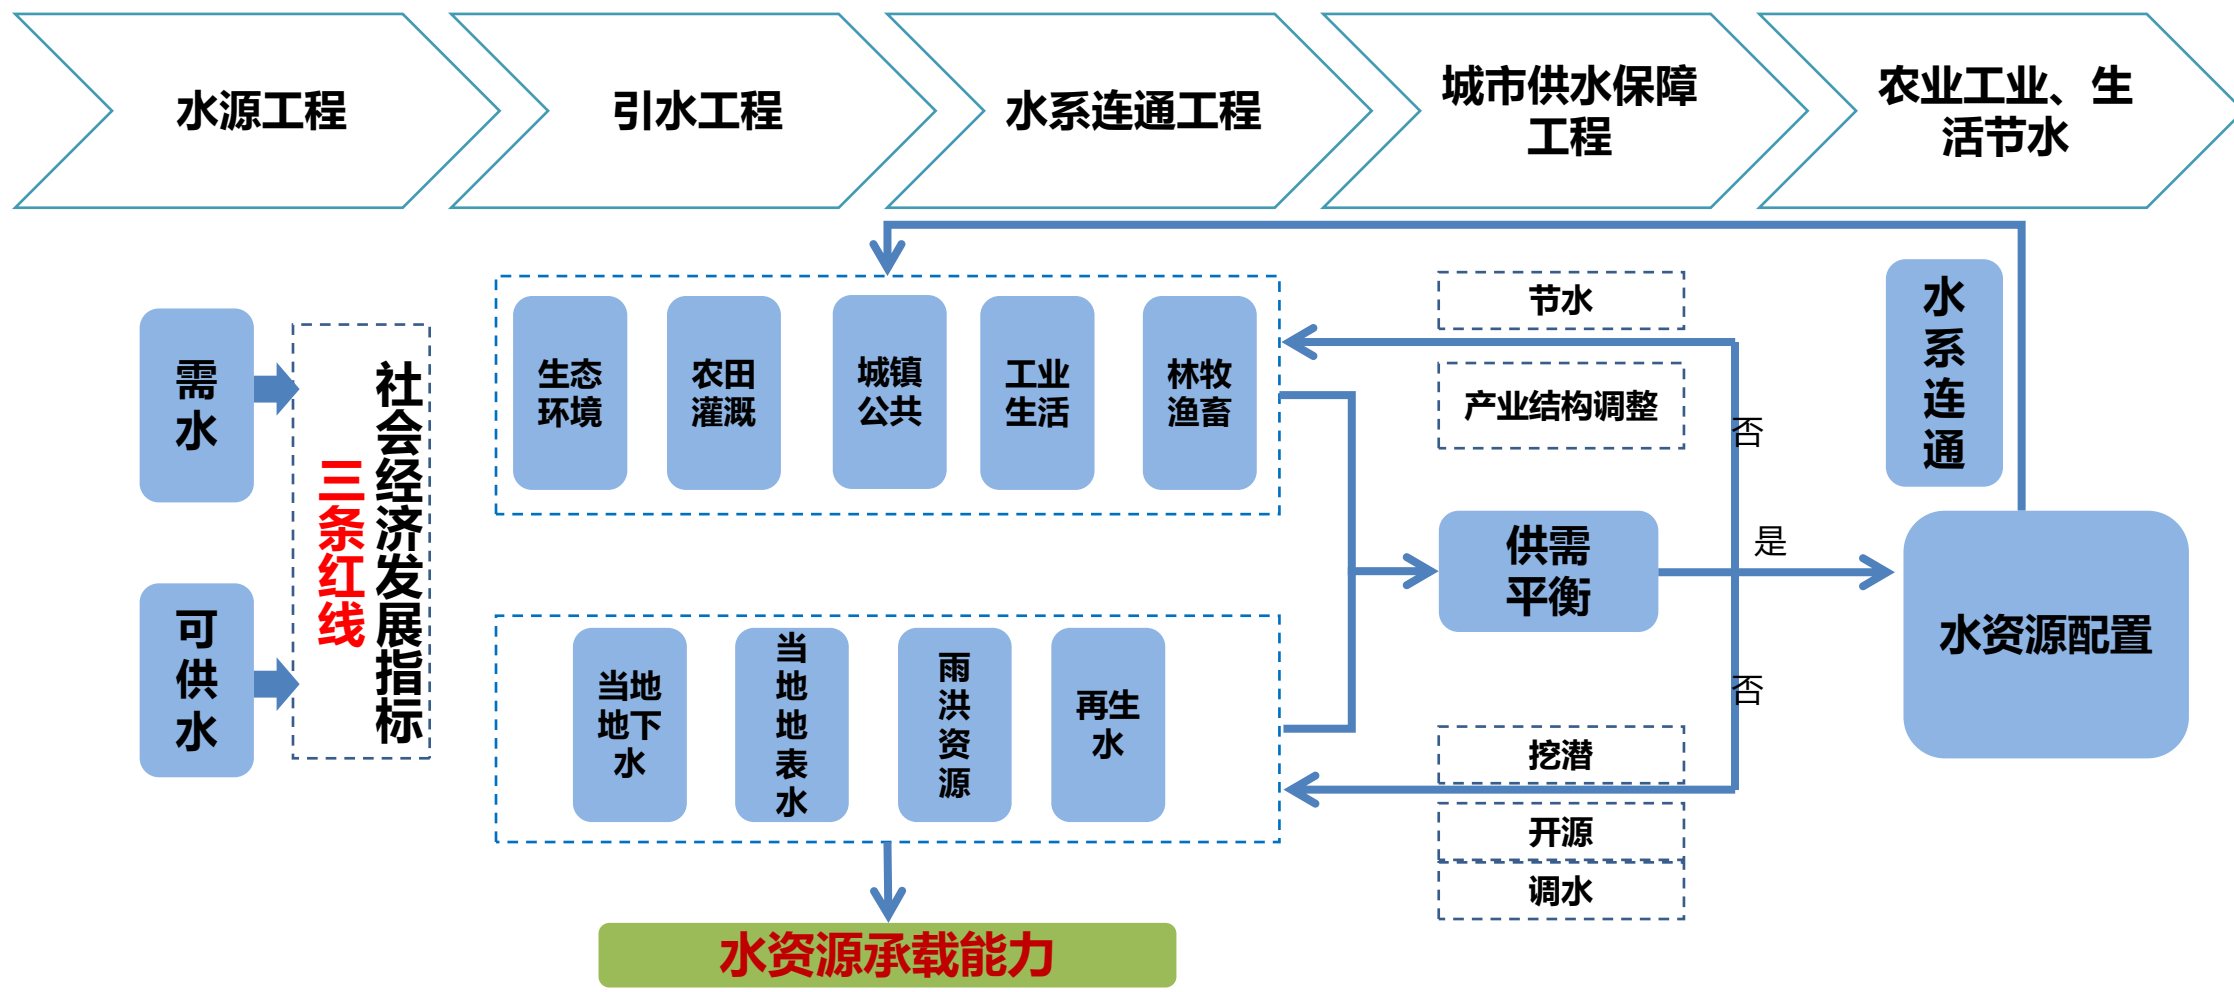 水源工程
引水工程
水系连通工程
城市供水保障
工程
农业工业、生
活节水
需
水
可
供
水
社会经济发展指标
三条红线
生态
环境
农田
灌溉
城镇
公共
工业
生活
林牧
渔畜
当地
地下
水
当
地
地
表
水
雨
洪
资
源
再生
水
水资源承载能力
节水
产业结构调整
否
供需
平衡
是
否
挖潜
开源
调水
水
系
连
通
水资源配置